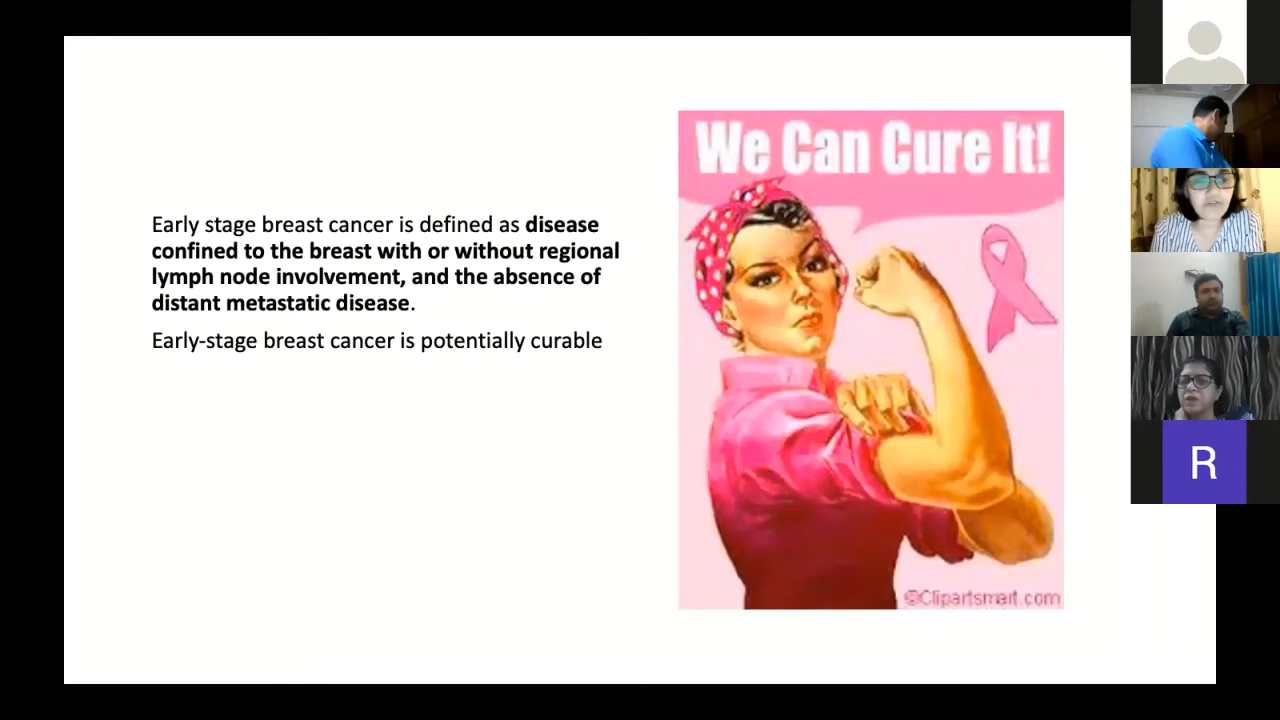 Early stage breast cancer is defined as disease
confined to the breast with or without regional
lymph node involvement, and the absence of
distant metastatic disease.
Early-stage breast cancer is potentially curable
We Can Cure It!
©Clipartsmart.com
R